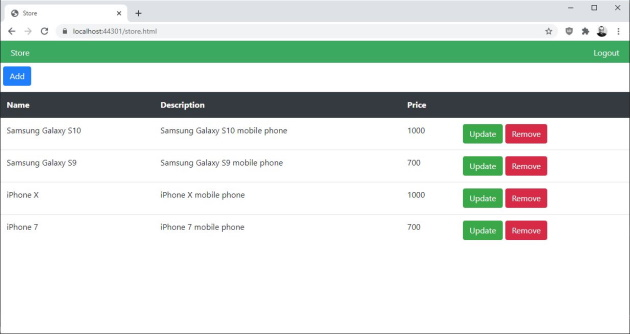 Store
localhost:44301/store.html
Store Logout
Add
Name Description Price
Samsung Galaxy S10 Samsung Galaxy S10 mobile phone 1000 Update Remove
Samsung Galaxy S9 Samsung Galaxy S9 mobile phone 700 Update Remove
iPhone X iPhone X mobile phone 1000 Update Remove
iPhone 7 iPhone 7 mobile phone 700 Update Remove